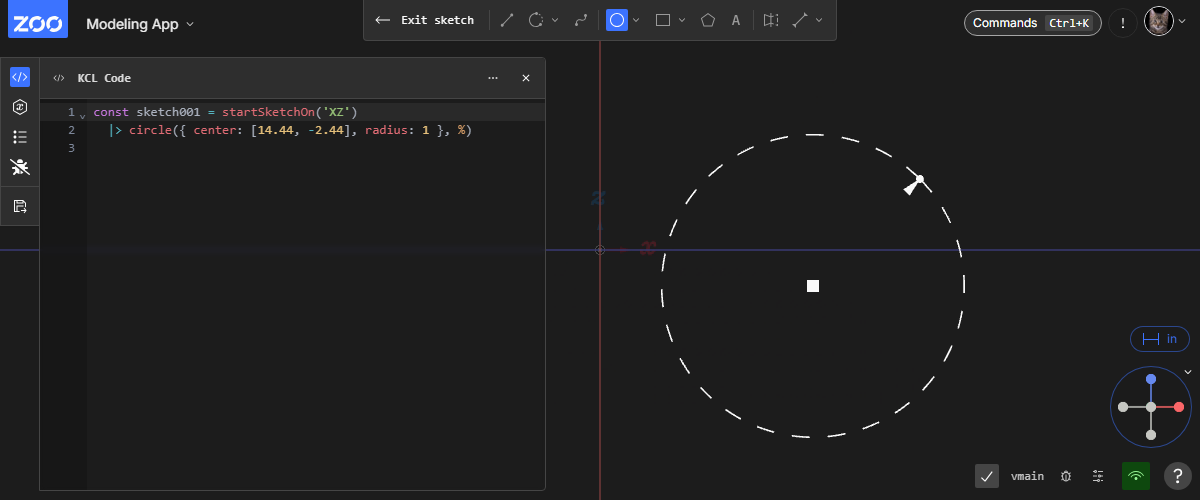 ZOO Modeling App
Exit sketch
A
Commands Ctrl+K
!
KCL Code
1 const sketch001 = startSketchOn('XZ')
2 |> circle({ center: [14.44, -2.44], radius: 1 }, %)
3
z
x
in
vmain
?